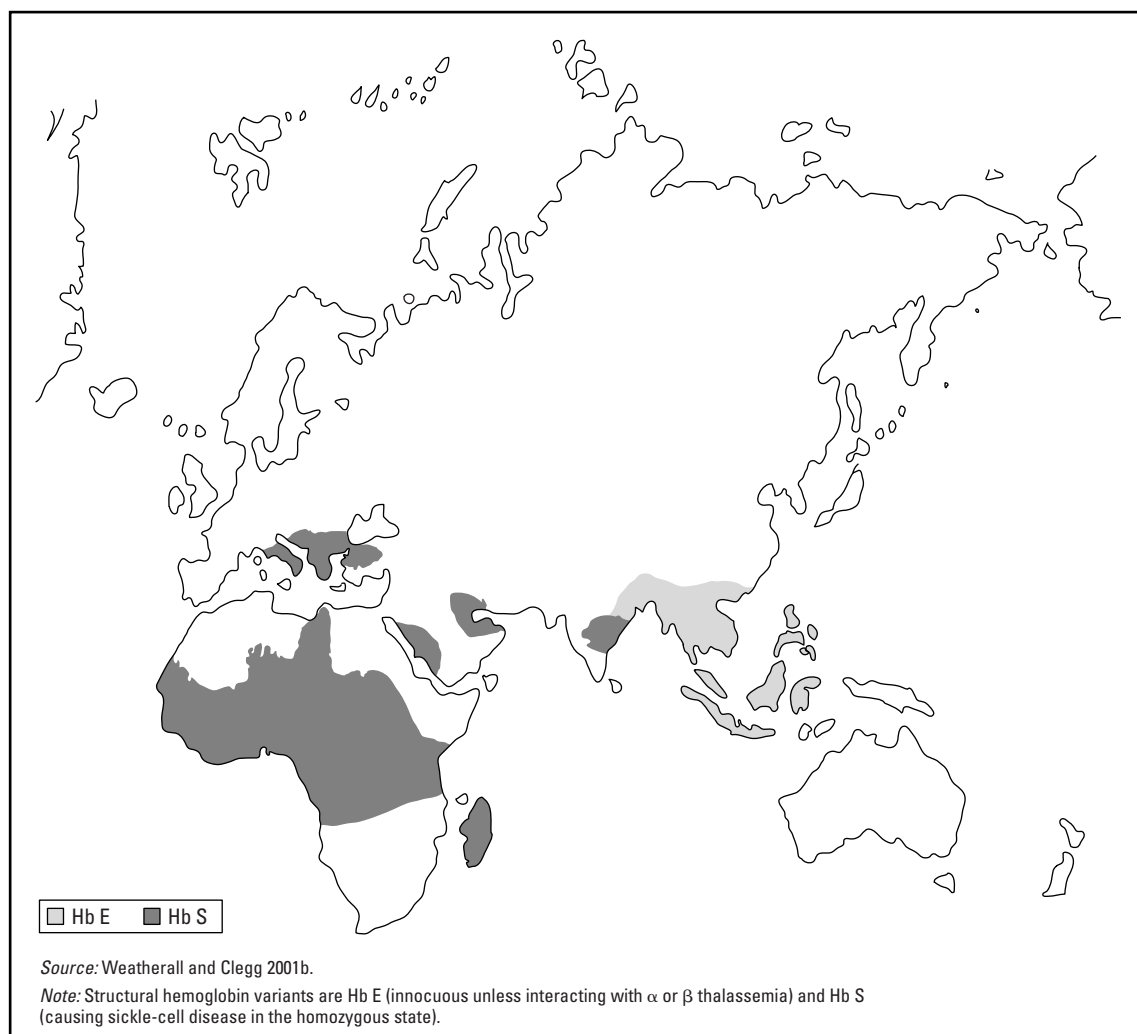 Hb E Hb S
Source: Weatherall and Clegg 2001b.
Note: Structural hemoglobin variants are Hb E (innocuous unless interacting with α or β thalassemia) and Hb S
(causing sickle-cell disease in the homozygous state).